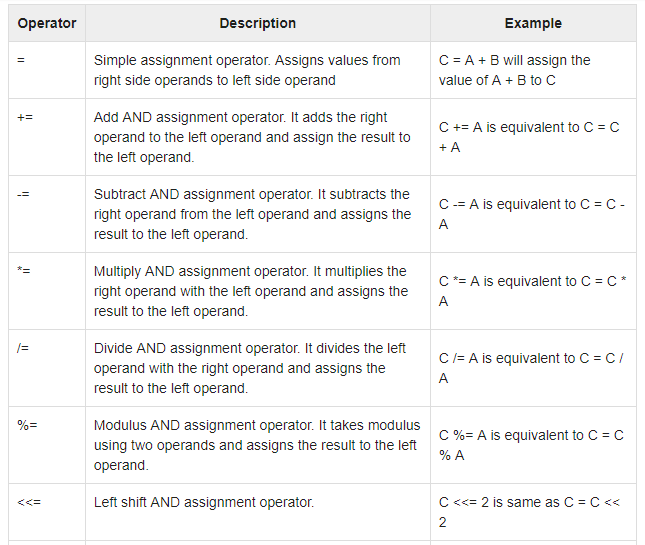 Operator Description Example
= Simple assignment operator. Assigns values from C = A + B will assign the
right side operands to left side operand value of A + B to C
+= Add AND assignment operator. It adds the right
operand to the left operand and assign the result to
the left operand.
C += A is equivalent to C = C
+ A
-= Subtract AND assignment operator. It subtracts the
right operand from the left operand and assigns the
result to the left operand.
C -= A is equivalent to C = C -
A
*= Multiply AND assignment operator. It multiplies the
right operand with the left operand and assigns the
result to the left operand.
C *= A is equivalent to C = C *
A
/= Divide AND assignment operator. It divides the left
operand with the right operand and assigns the
result to the left operand.
C /= A is equivalent to C = C /
A
%= Modulus AND assignment operator. It takes modulus
using two operands and assigns the result to the left
operand.
C %= A is equivalent to C = C
% A
<<= Left shift AND assignment operator. C <<= 2 is same as C = C <<
2